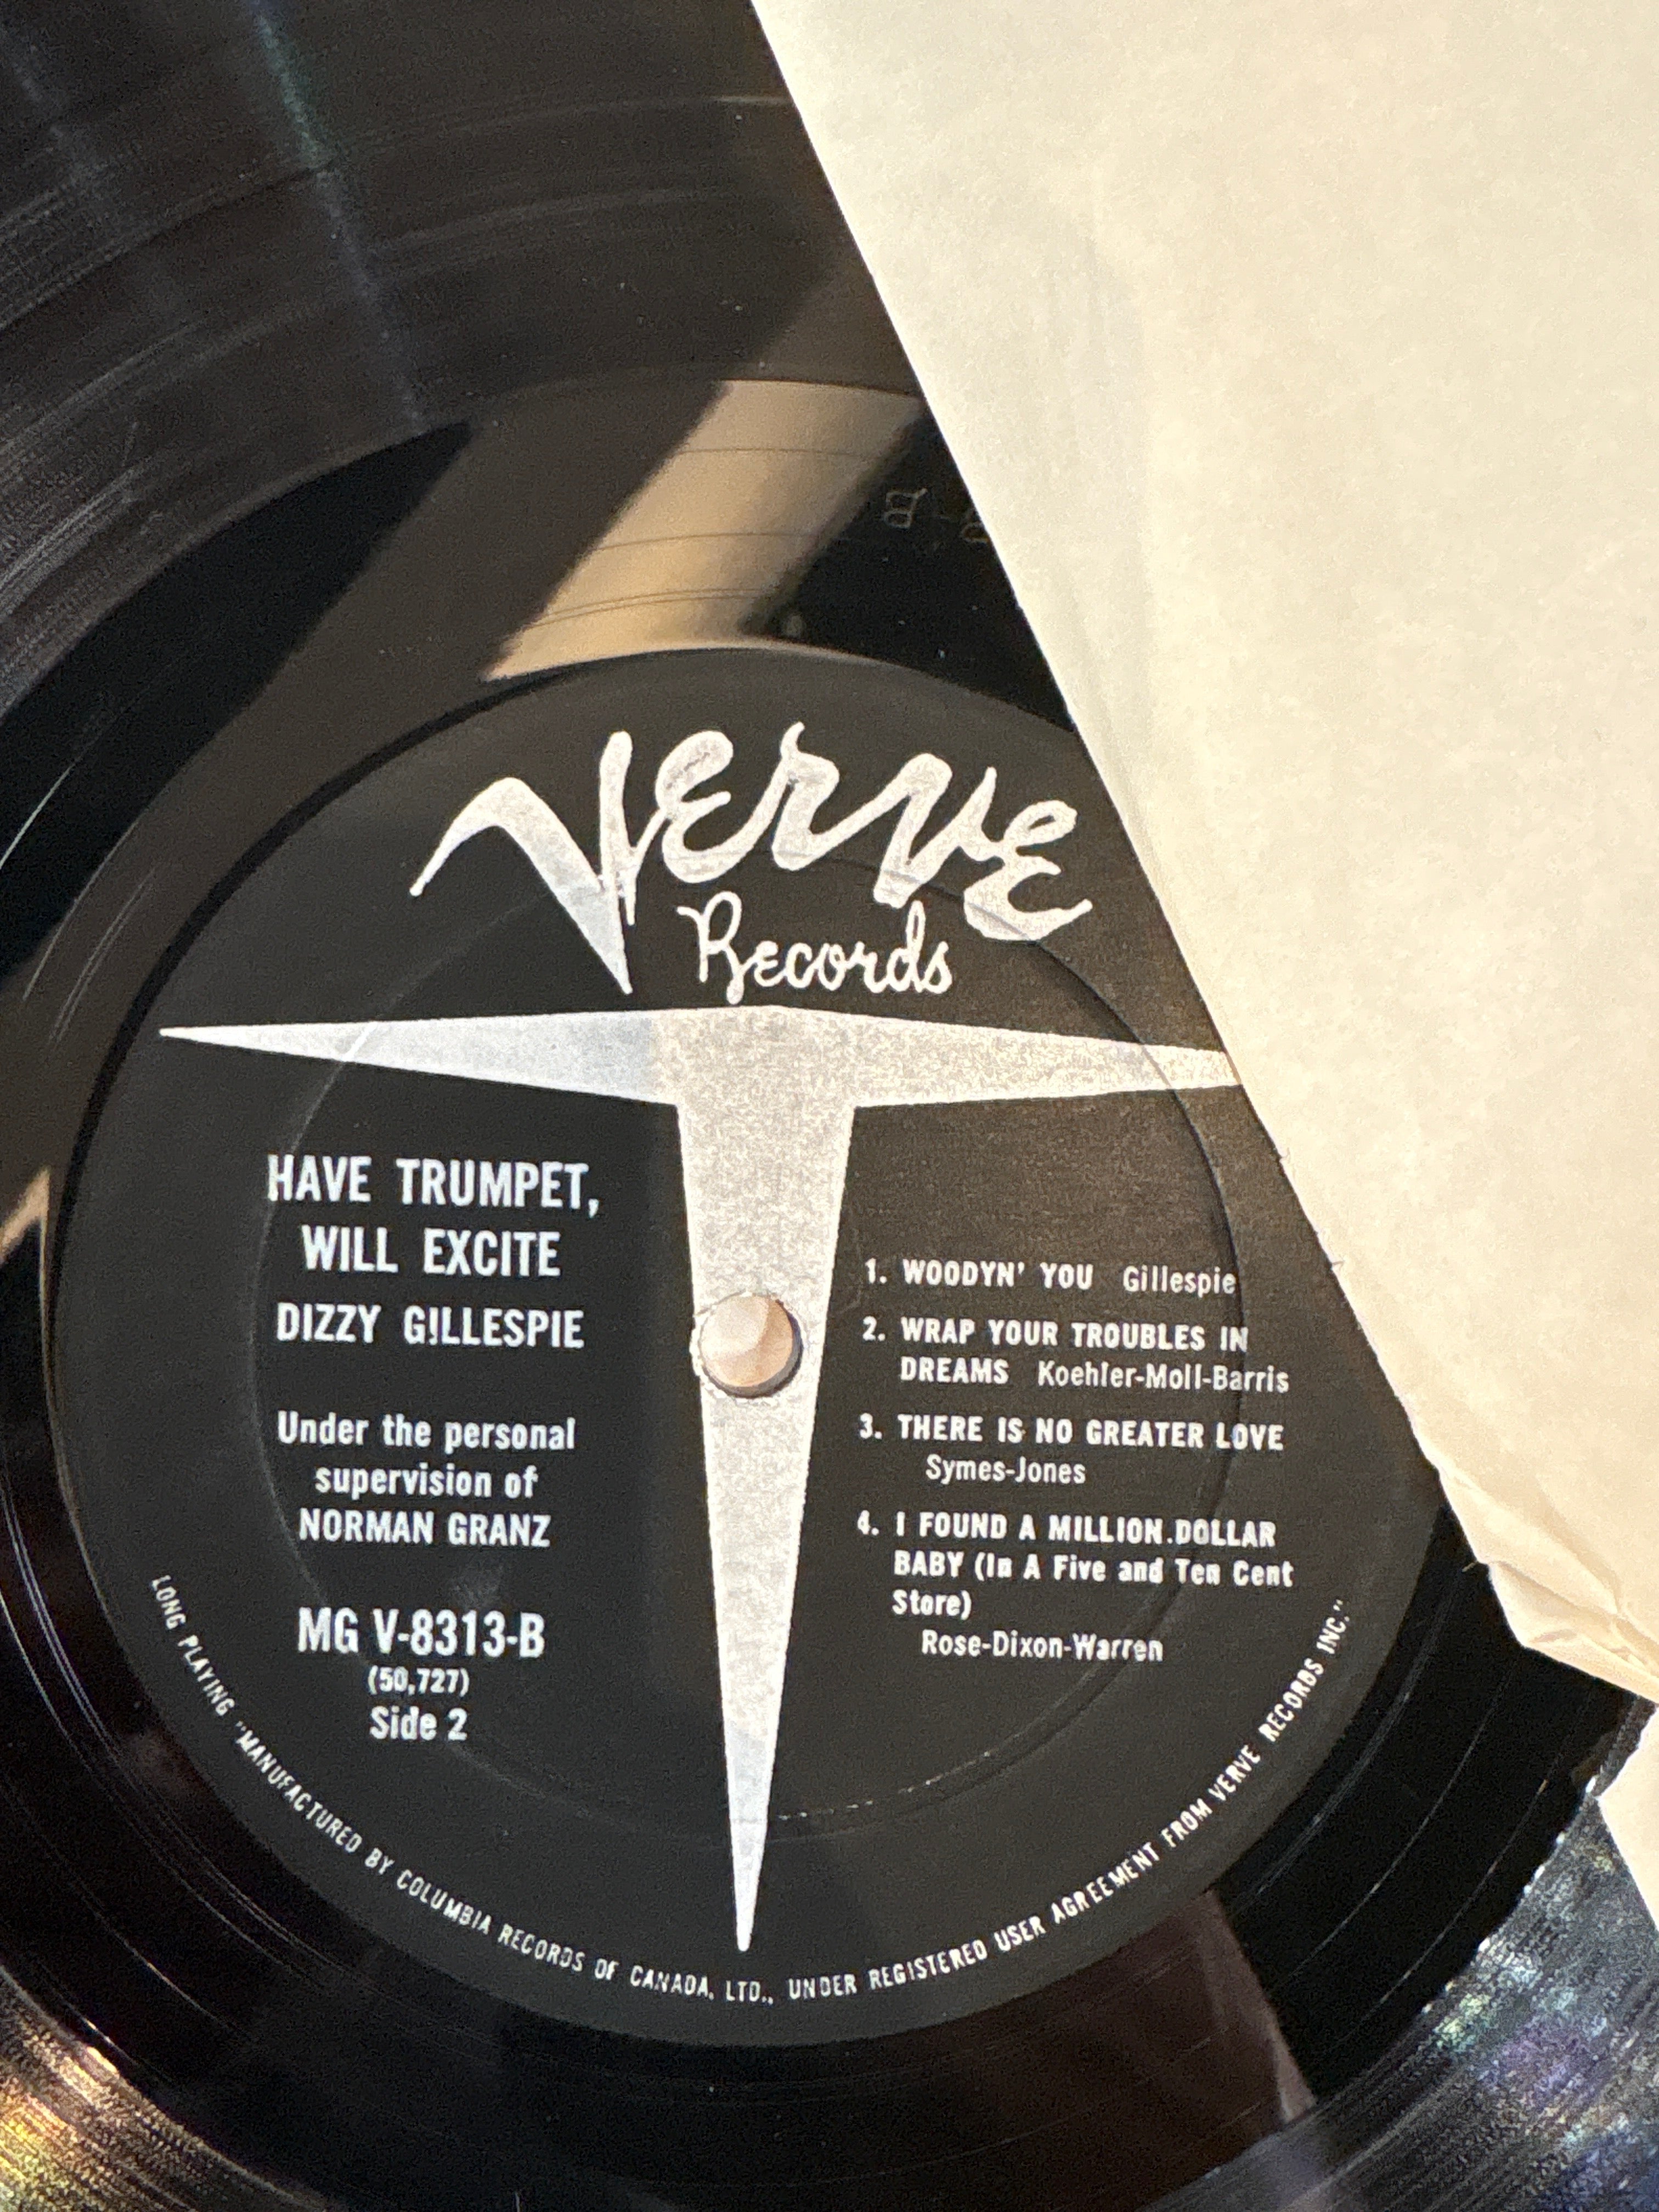 Verve
Records
HAVE TRUMPET,
WILL EXCITE
DIZZY GILLESPIE
Under the personal
supervision of
NORMAN GRANZ
MG V-8313-B
(50,727)
Side 2
1. WOODYN' YOU Gillespie
2. WRAP YOUR TROUBLES IN
DREAMS Koehler-Moll-Barris
3. THERE IS NO GREATER LOVE
Symes-Jones
4. I FOUND A MILLION.DOLLAR
BABY (In A Five and Ten Cent
Store)
Rose-Dixon-Warren
LONG PLAYING "MANUFACTURED BY COLUMBIA RECORDS OF CANADA, LTD., UNDER REGISTERED USER AGREEMENT FROM VERVE RECORDS INC."